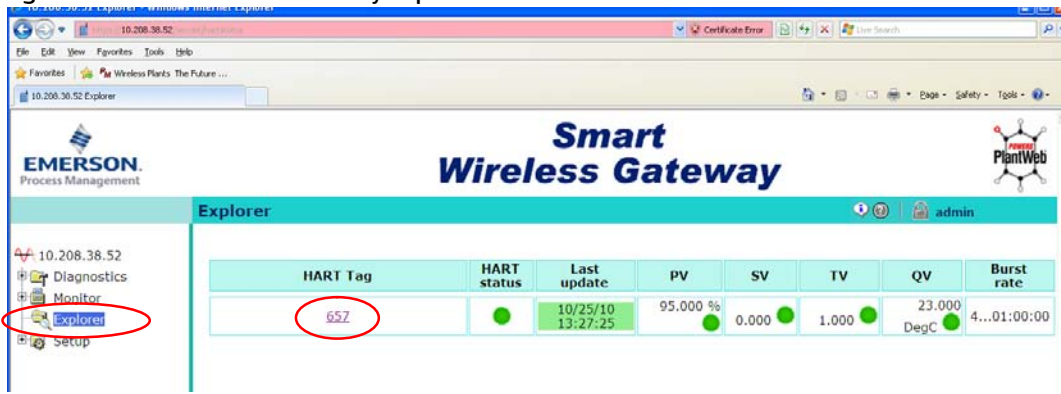 10.208.38.52 Explorer - Windows Internet Explorer
10.208.38.52
Certificate Error
Live Search
File Edit View Favorites Tools Help
Favorites Wireless Plants The Future ...
10.208.38.52 Explorer
Page - Safety - Tools -
EMERSON.
Process Management
Smart
Wireless Gateway
POWERS
PlantWeb
Explorer
admin
10.208.38.52
Diagnostics
Monitor
Explorer
Setup
HART Tag HART status Last update PV SV TV QV Burst rate
657 10/25/10 13:27:25 95.000 % 0.000 1.000 23.000 DegC 4...01:00:00